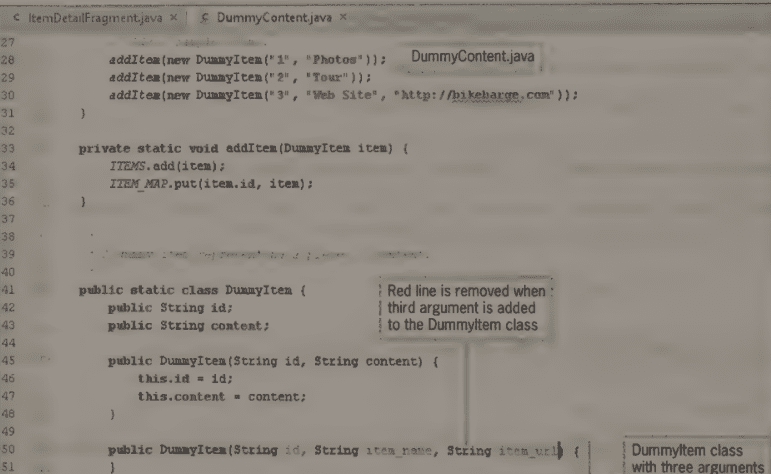 ItemDetailFragment.java × DummyContent.java ×
27
28 addItem(new DummyItem("1", "Photos")); DummyContent.java
29 addItem(new DummyItem("2", "Tour"));
30 addItem(new DummyItem("3", "Web Site", "http://bikebarge.com"));
31 }
32
33 private static void addItem(DummyItem item) {
34 ITEMS.add(item);
35 ITEM_MAP.put(item.id, item);
36 }
37
38
39
40
41 public static class DummyItem {
42 public String id;
43 public String content;
44
45 public DummyItem(String id, String content) {
46 this.id = id;
47 this.content = content;
48 }
49
50 public DummyItem(String id, String item_name, String item_url) {
51 }
Red line is removed when
third argument is added
to the DummyItem class
DummyItem class
with three arguments